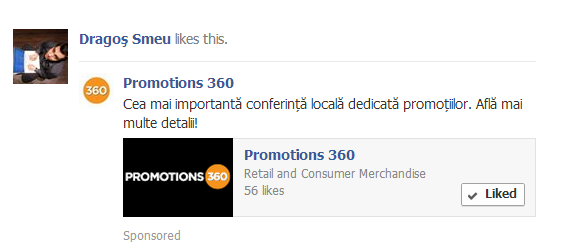 Dragoş Smeu likes this.
360
Promotions 360
Cea mai importantă conferință locală dedicată promoțiilor. Află mai
multe detalii!
PROMOTIONS 360
Promotions 360
Retail and Consumer Merchandise
56 likes
Liked
Sponsored